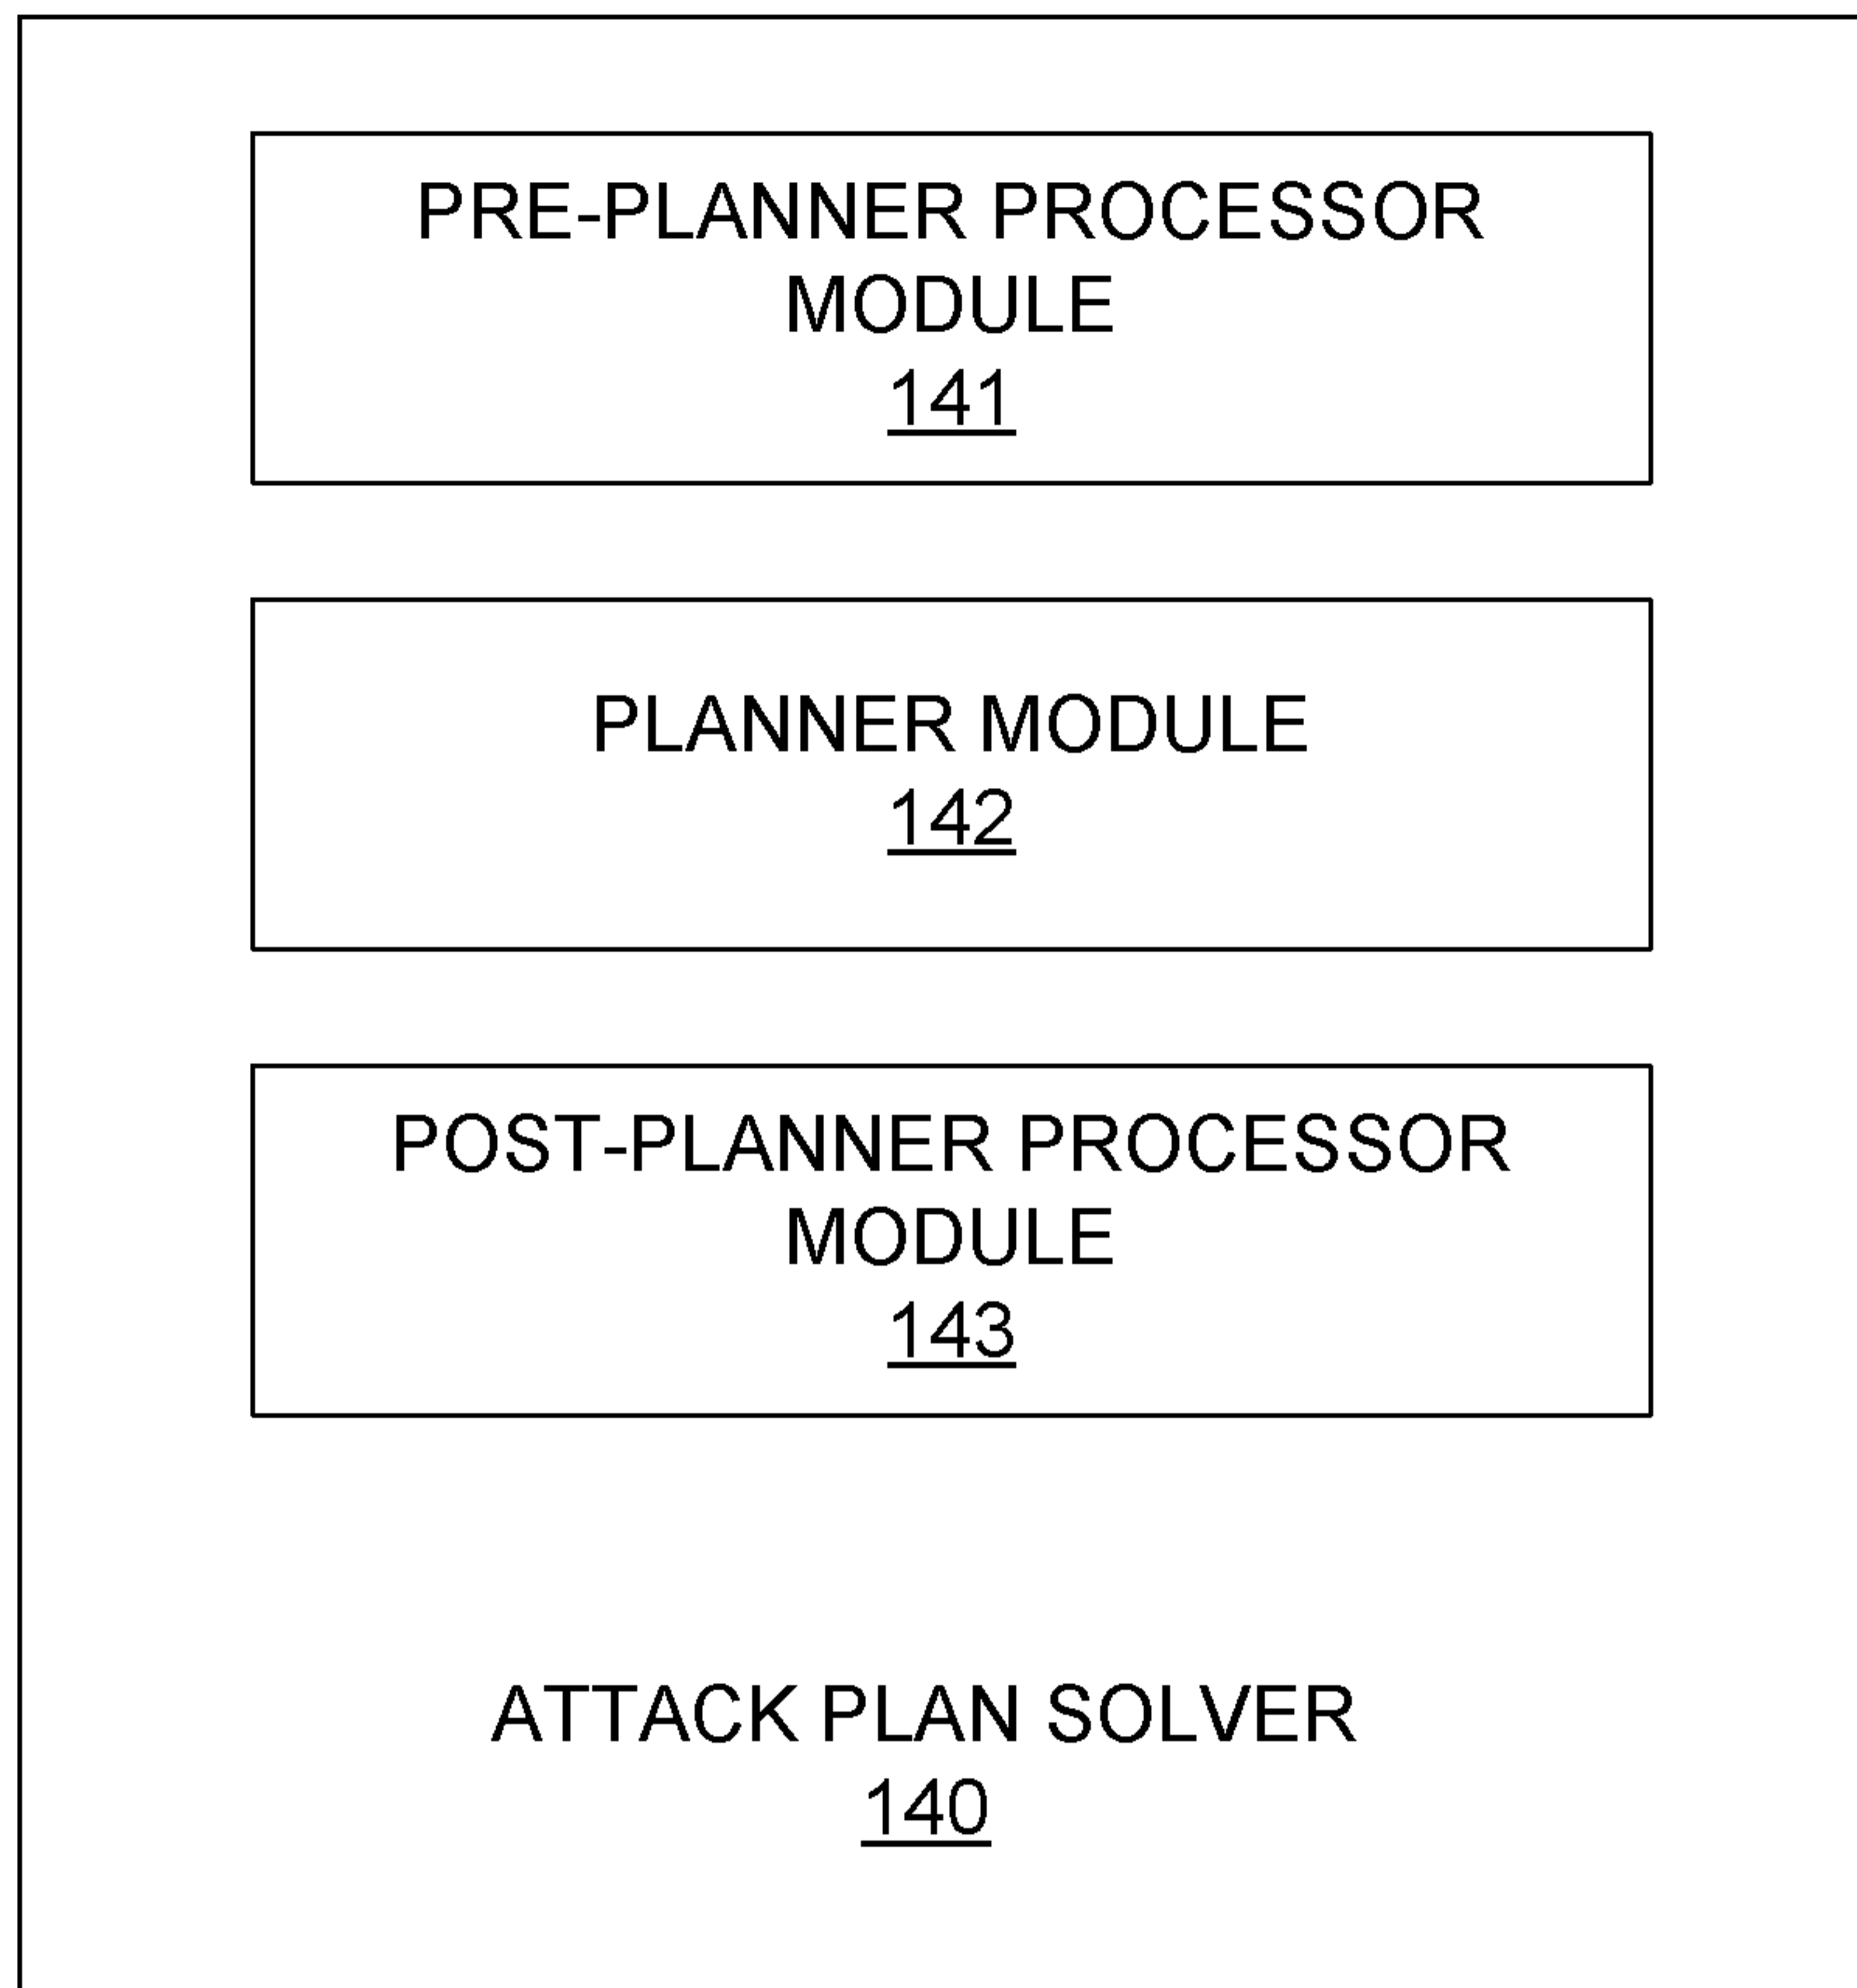 PRE-PLANNER PROCESSOR
MODULE
141
PLANNER MODULE
142
POST-PLANNER PROCESSOR
MODULE
143
ATTACK PLAN SOLVER
140